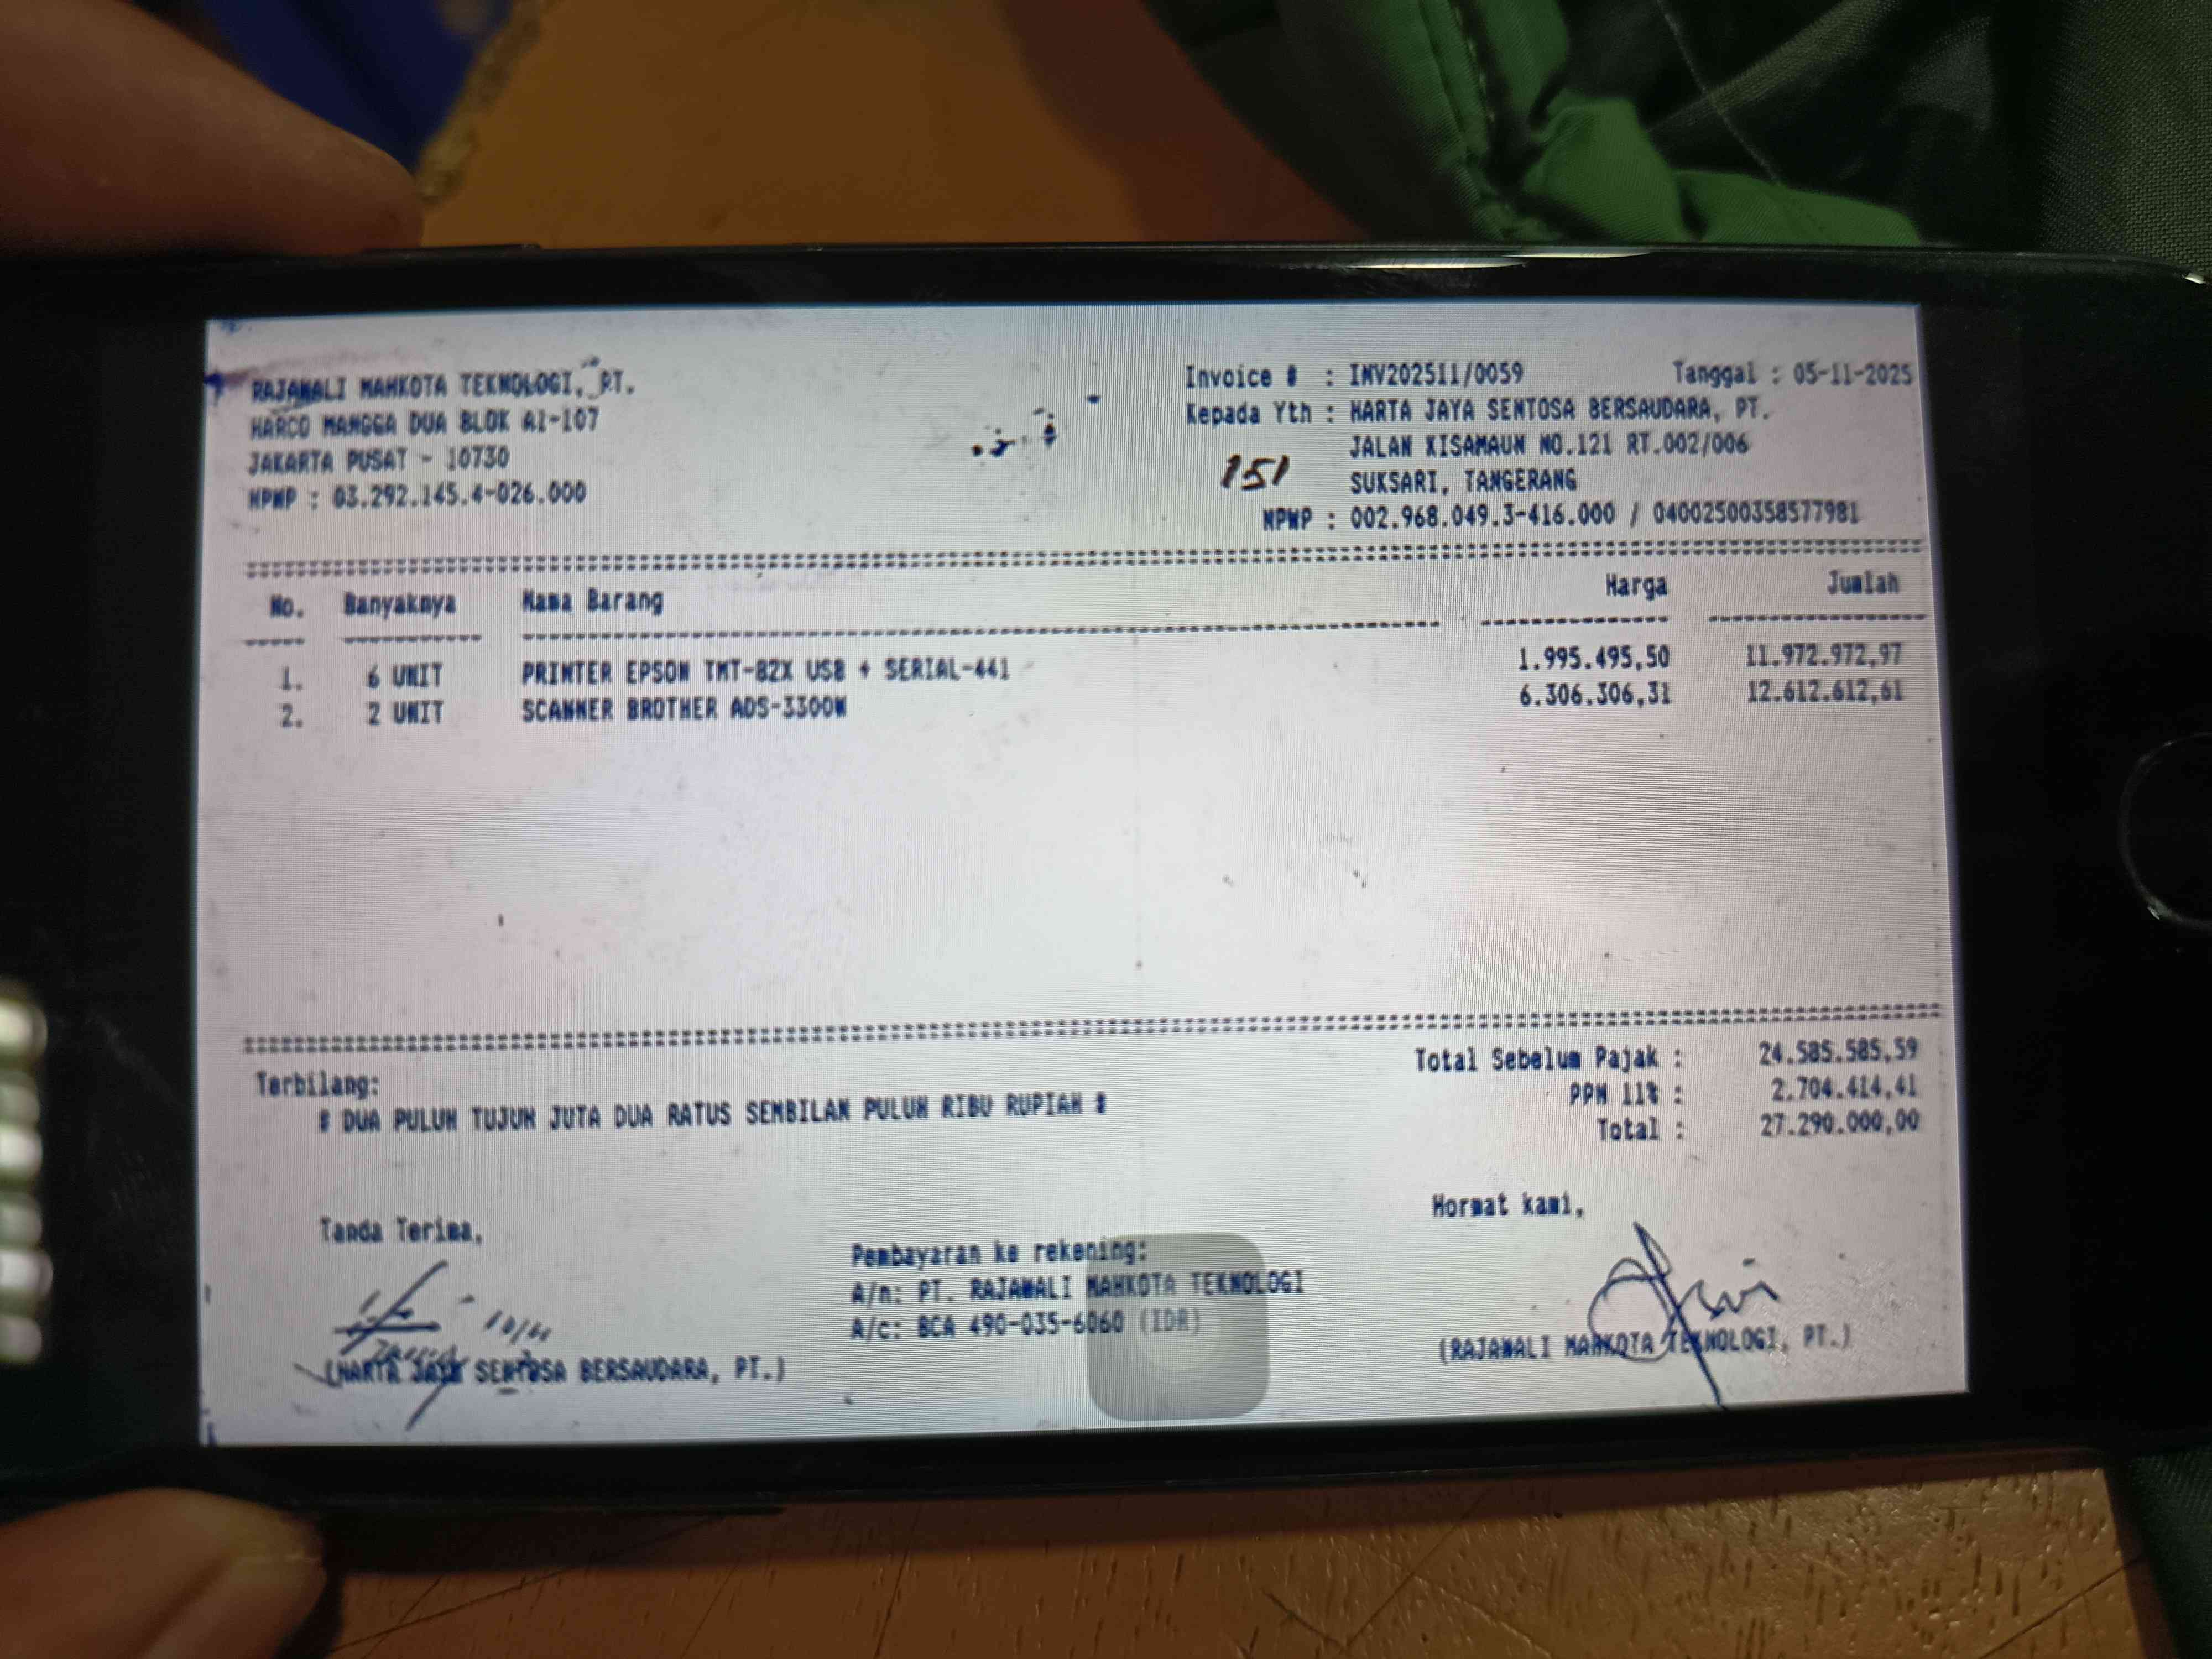 RAJAWALI MAHKOTA TEKNOLOGI, PT.
HARCO MANGGA DUA BLOK A1-107
JAKARTA PUSAT - 10730
NPWP : 03.292.145.4-026.000
Invoice # : INV202511/0059 Tanggal : 05-11-2025
Kepada Yth : HARTA JAYA SENTOSA BERSAUDARA, PT.
JALAN KISAMAUN NO.121 RT.002/006
151
SUKSARI, TANGERANG
NPWP : 002.968.049.3-416.000 / 04002500358577981
No. Banyaknya Nama Barang Harga Jumlah
1. 6 UNIT PRINTER EPSON TMT-82X USB + SERIAL-441 1.995.495,50 11.972.972,97
2. 2 UNIT SCANNER BROTHER ADS-3300W 6.306.306,31 12.612.612,61
Total Sebelum Pajak : 24.585.585,59
PPN 11% : 2.704.414,41
Total : 27.290.000,00
Terbilang:
# DUA PULUH TUJUH JUTA DUA RATUS SEMBILAN PULUH RIBU RUPIAH #
Tanda Terima,
10/11
(HARTA JAYA SENTOSA BERSAUDARA, PT.)
Pembayaran ke rekening:
A/n: PT. RAJAWALI MAHKOTA TEKNOLOGI
A/c: BCA 490-035-6060 (IDR)
Hormat kami,
(RAJAWALI MAHKOTA TEKNOLOGI, PT.)